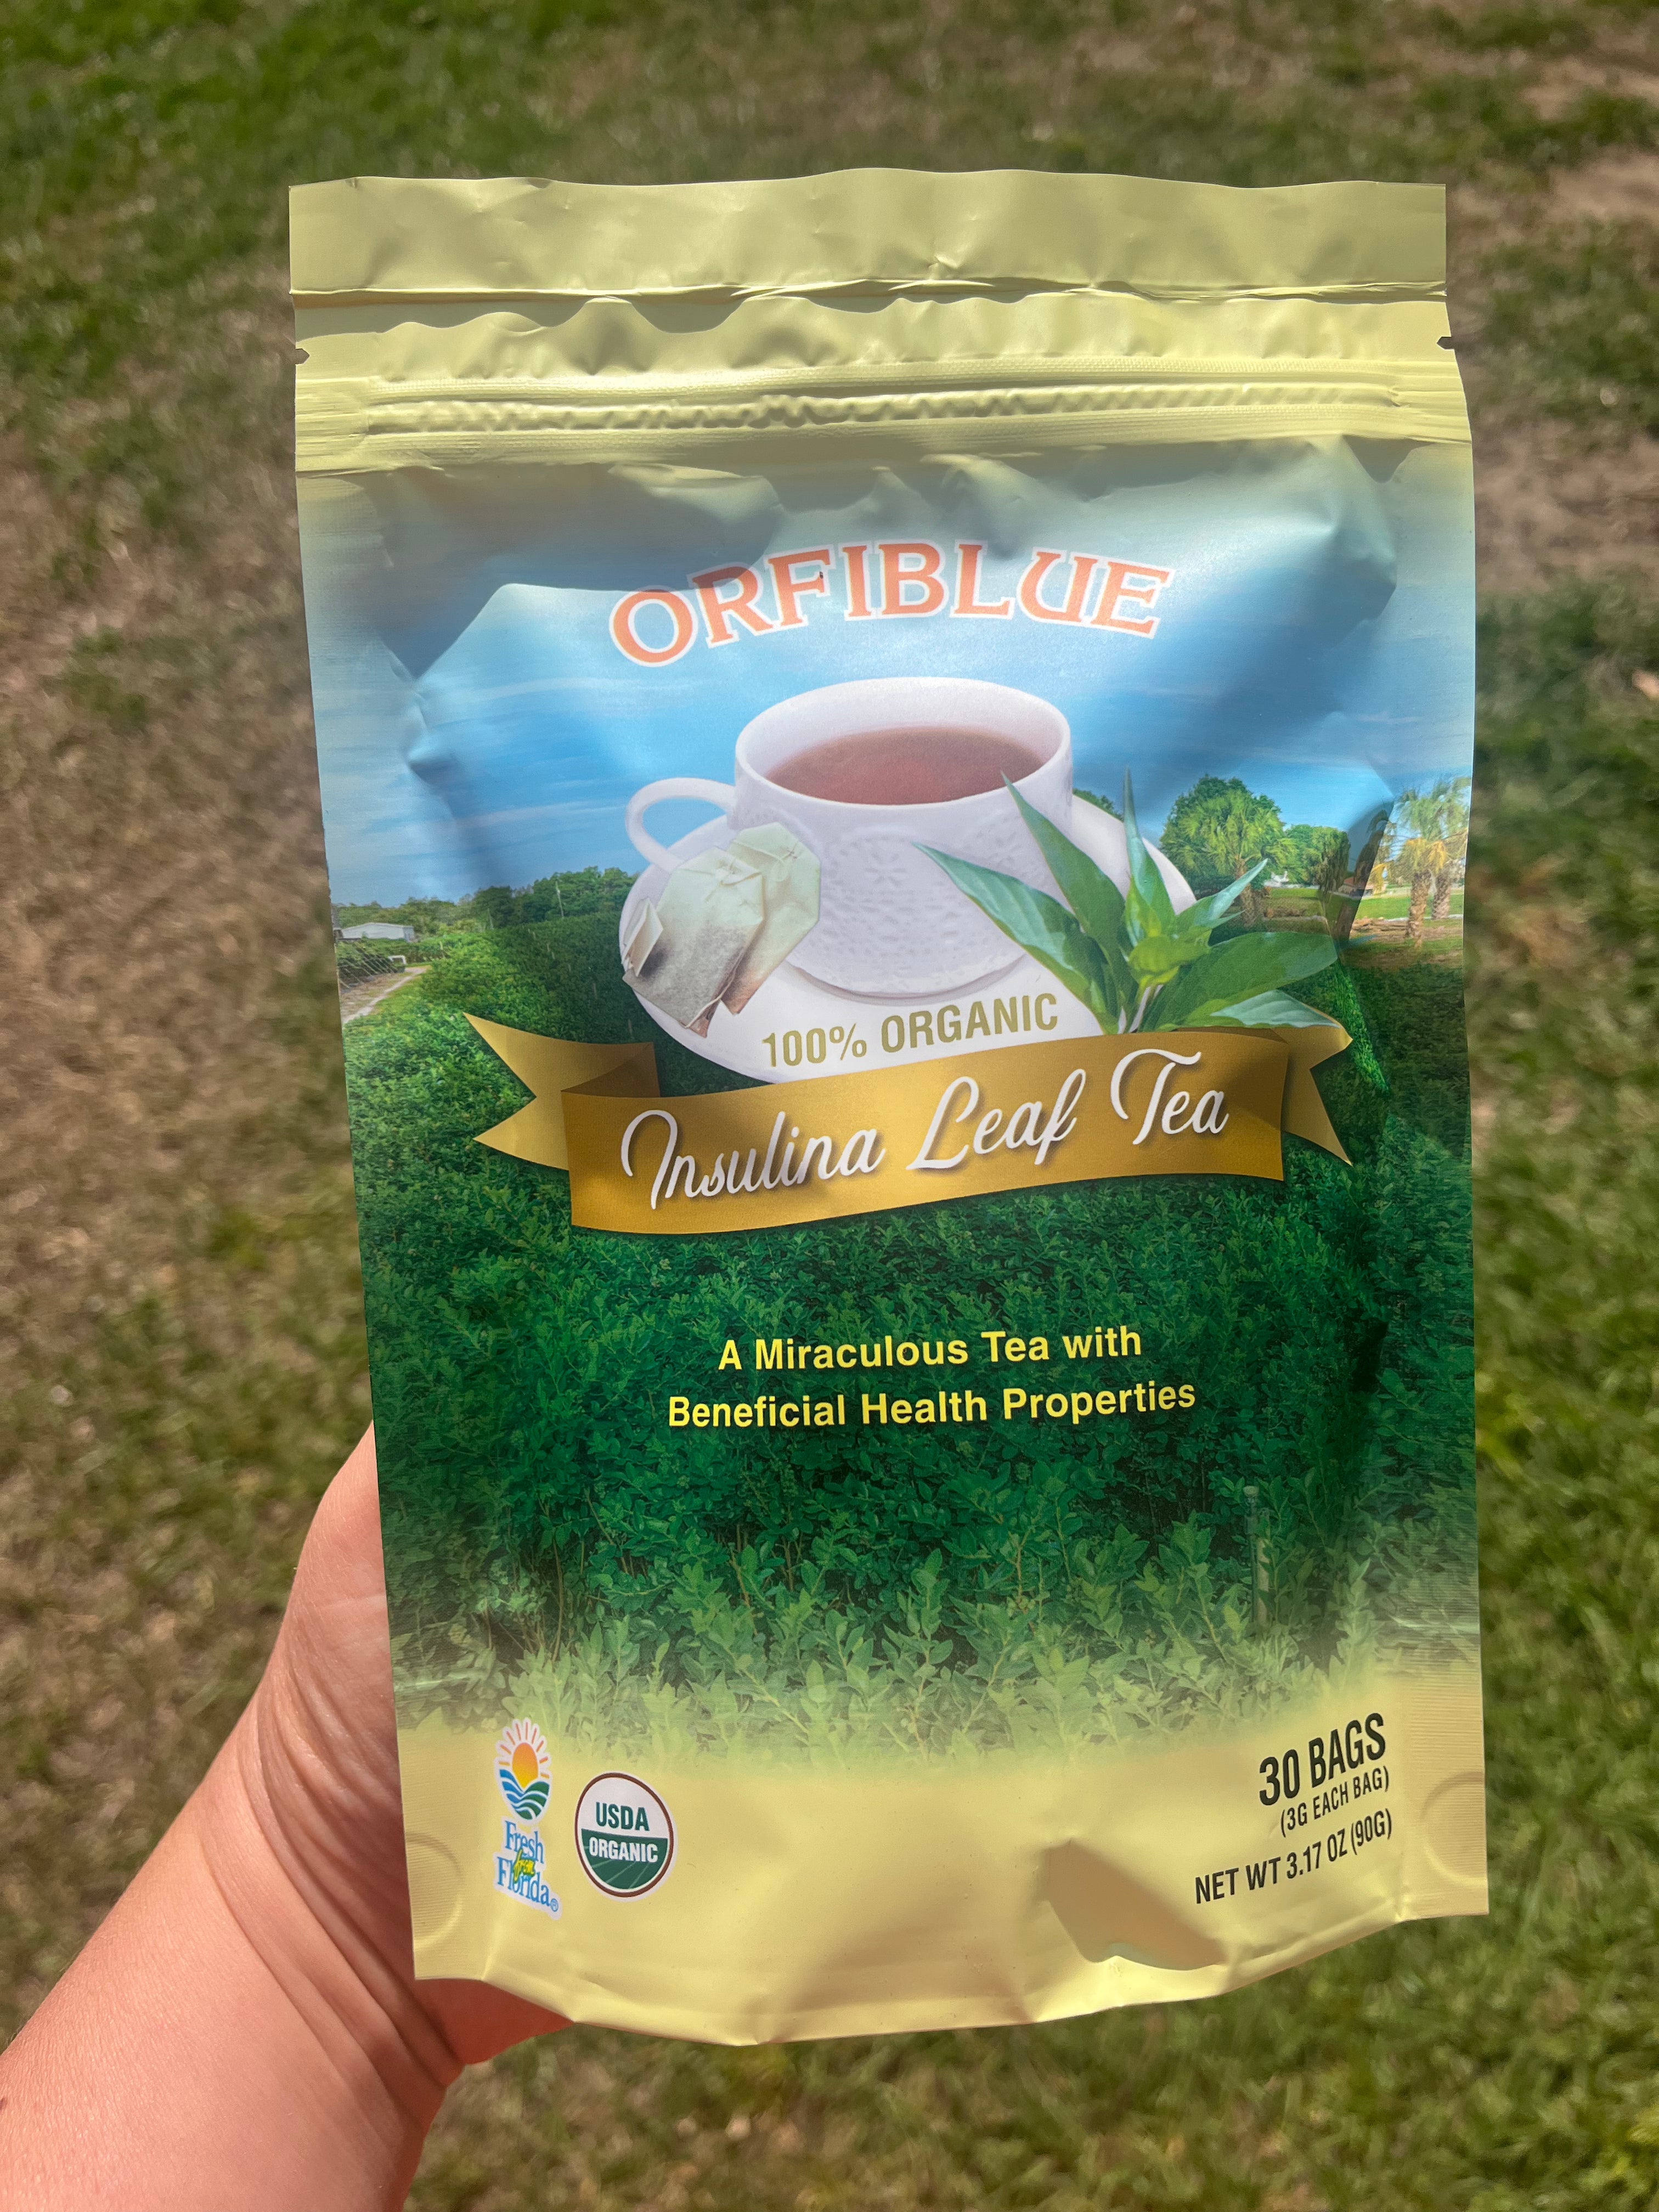 ORFIBLUE
100% ORGANIC
Insulina Leaf Tea
A Miraculous Tea with
Beneficial Health Properties
Fresh
from
Florida®
USDA
ORGANIC
30 BAGS
(3G EACH BAG)
NET WT 3.17 OZ (90G)